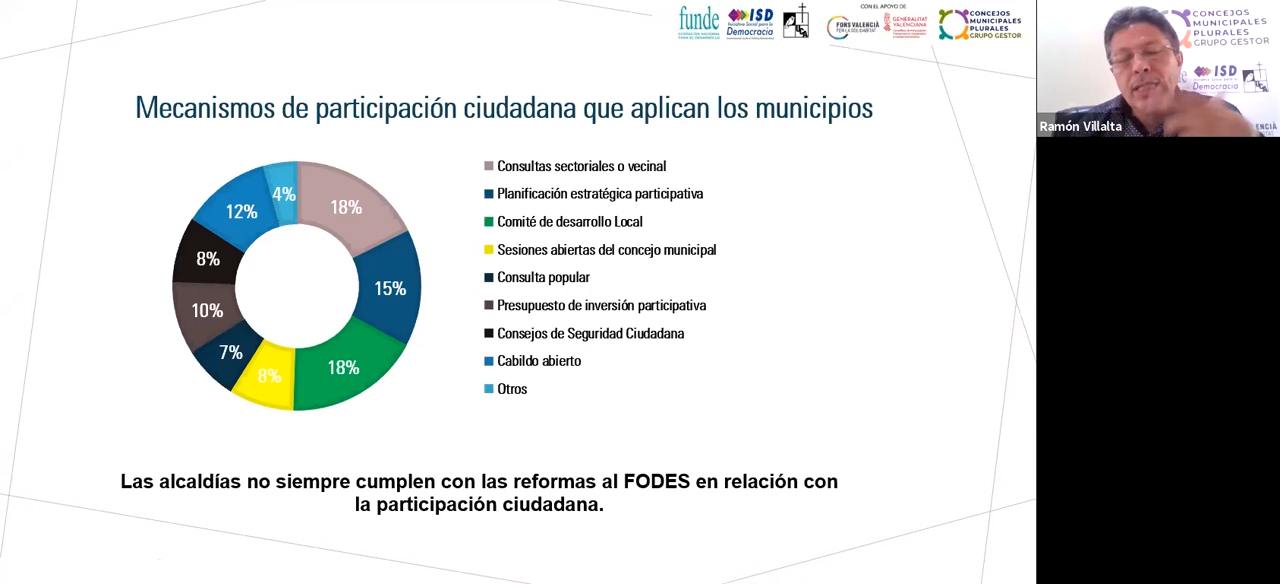 funde
ISD
Democracia
CON EL APOYO DE
FONS VALENCIÀ
PER LA SOLIDARITAT
GENERALITAT
VALENCIANA
CONCEJOS
MUNICIPALES
PLURALES
GRUPO GESTOR
CONCEJOS
MUNICIPALES
PLURALES
GRUPO GESTOR
ISD
Democracia
Ramón Villalta
Mecanismos de participación ciudadana que aplican los municipios
4%
18%
12%
8%
15%
10%
7%
8%
18%
Consultas sectoriales o vecinal
Planificación estratégica participativa
Comité de desarrollo Local
Sesiones abiertas del concejo municipal
Consulta popular
Presupuesto de inversión participativa
Consejos de Seguridad Ciudadana
Cabildo abierto
Otros
Las alcaldías no siempre cumplen con las reformas al FODES en relación con
la participación ciudadana.